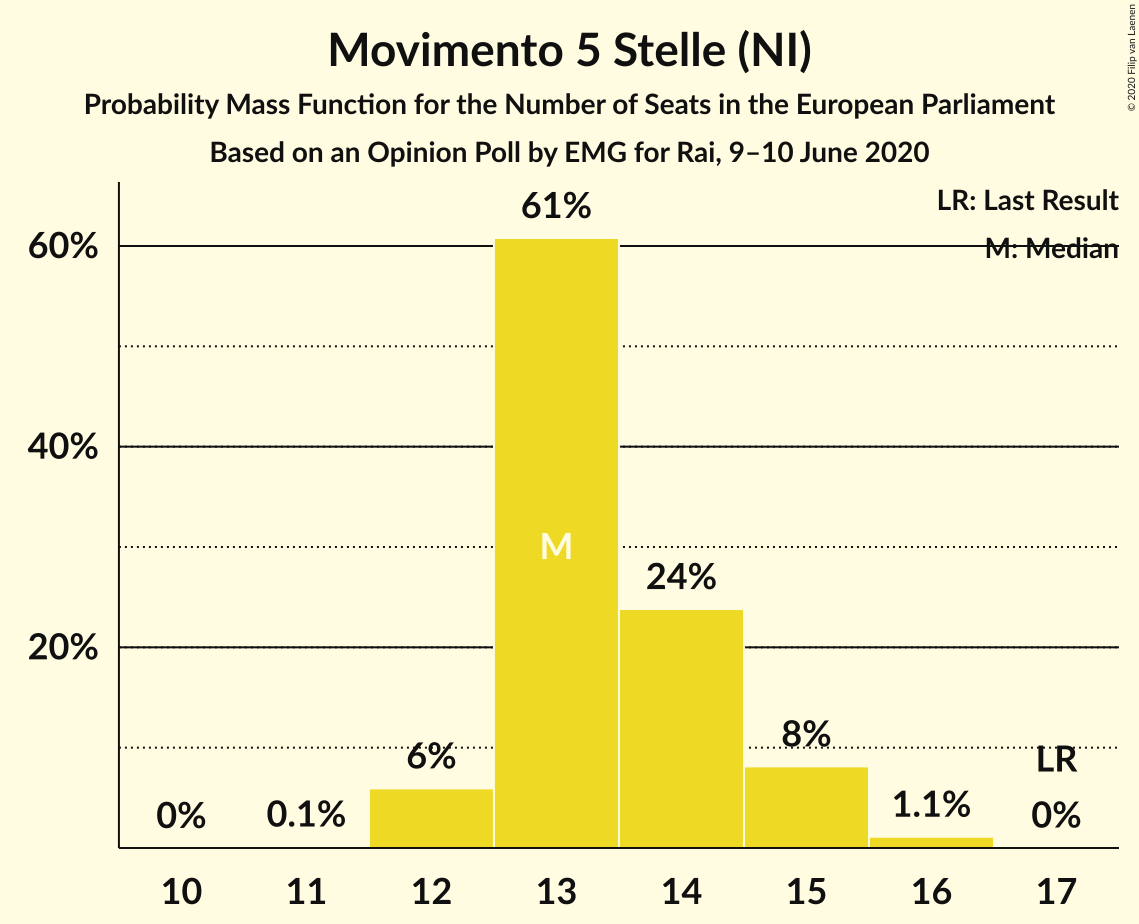 Movimento 5 Stelle (NI)
Probability Mass Function for the Number of Seats in the European Parliament
Based on an Opinion Poll by EMG for Rai, 9–10 June 2020
© 2020 Filip van Laenen
LR: Last Result
M: Median
61%
60%
40%
M
24%
20%
8%
6%
LR
1.1%
0%
0.1%
0%
10 11 12 13 14 15 16 17